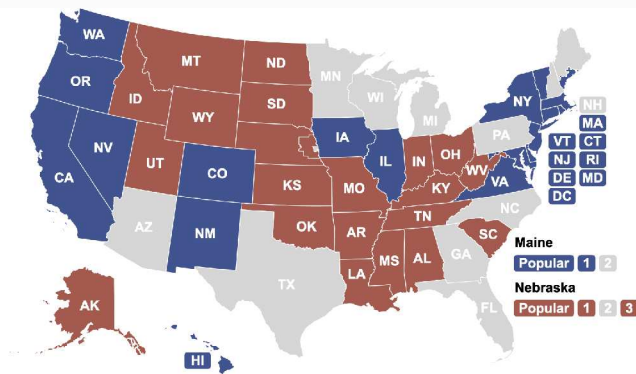 WA
MT
ND
MN
OR
ID
SD
WI
MI
NY
NH
WY
MA
PA
VT CT
NJ RI
DE MD
DC
NV
UT
CO
IA
IL
IN
OH
WV
VA
CA
KS
MO
KY
NC
AZ
NM
OK
AR
TN
SC
Maine
Popular 1 2
TX
LA
MS
AL
GA
Nebraska
Popular 1 2 3
AK
FL
HI